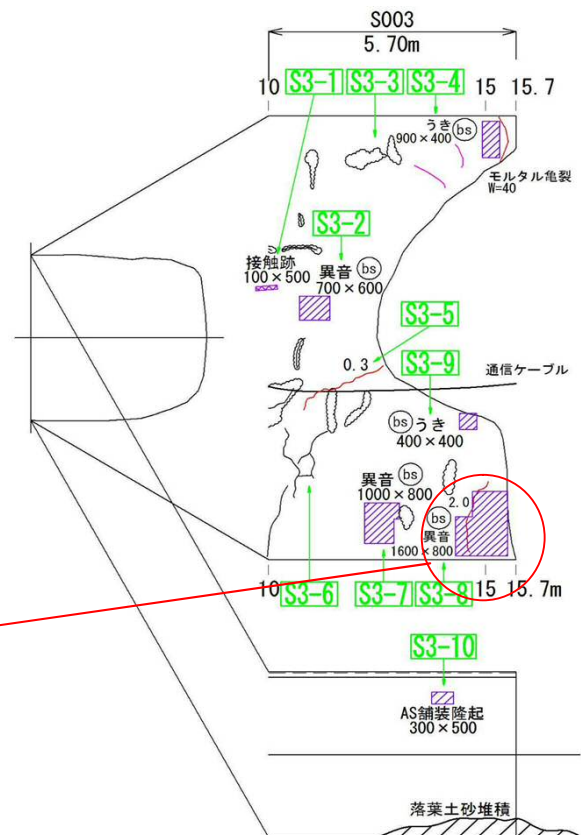 S003
5.70m
10 S3-1 S3-3 S3-4 15 15.7
うき bs
900×400
モルタル亀裂
W=40
S3-2
接触跡
100×500
異音 bs
700×600
S3-5
0.3
S3-9
通信ケーブル
bs うき
400×400
異音 bs
1000×800
2.0
bs
異音
1600×800
10 S3-6 S3-7 S3-8 15 15.7m
S3-10
AS舗装隆起
300×500
落葉土砂堆積